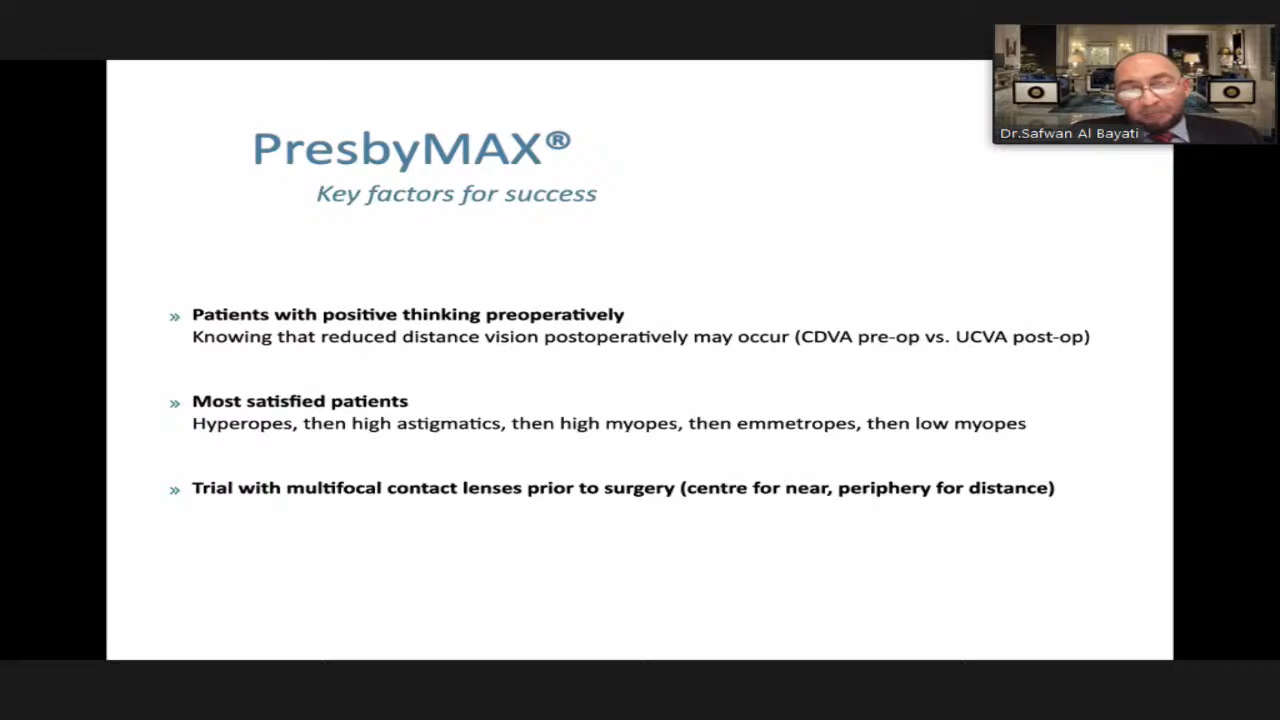 Dr.Safwan Al Bayati
PresbyMAX®
Key factors for success
» Patients with positive thinking preoperatively
Knowing that reduced distance vision postoperatively may occur (CDVA pre-op vs. UCVA post-op)
» Most satisfied patients
Hyperopes, then high astigmatics, then high myopes, then emmetropes, then low myopes
» Trial with multifocal contact lenses prior to surgery (centre for near, periphery for distance)